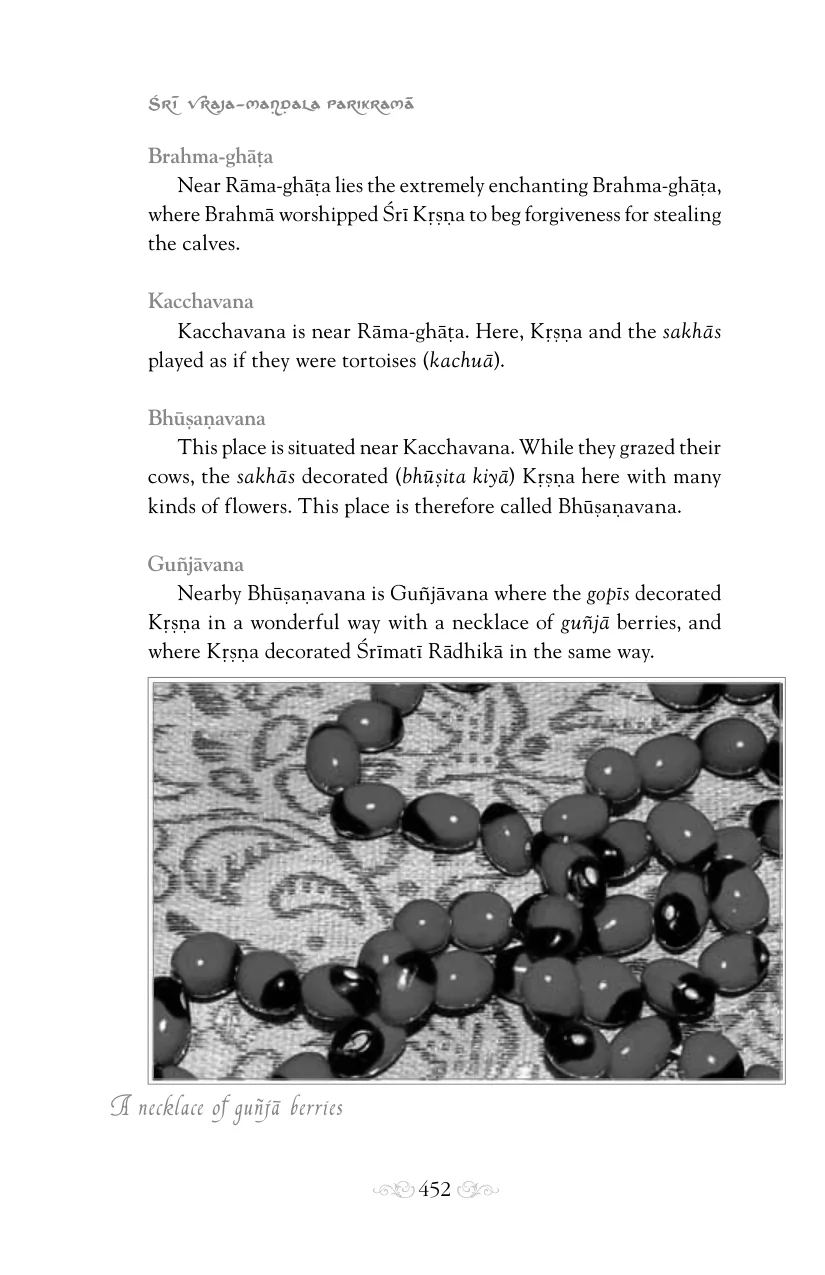 Śrī Vraja-maṇḍala Parikramā
Brahma-ghāṭa
Near Rāma-ghāṭa lies the extremely enchanting Brahma-ghāṭa,
where Brahmā worshipped Śrī Kṛṣṇa to beg forgiveness for stealing
the calves.
Kacchavana
Kacchavana is near Rāma-ghāṭa. Here, Kṛṣṇa and the sakhās
played as if they were tortoises (kachuā).
Bhūṣaṇavana
This place is situated near Kacchavana. While they grazed their
cows, the sakhās decorated (bhūṣita kiyā) Kṛṣṇa here with many
kinds of flowers. This place is therefore called Bhūṣaṇavana.
Guñjāvana
Nearby Bhūṣaṇavana is Guñjāvana where the gopīs decorated
Kṛṣṇa in a wonderful way with a necklace of guñjā berries, and
where Kṛṣṇa decorated Śrīmatī Rādhikā in the same way.
A necklace of guñjā berries
452